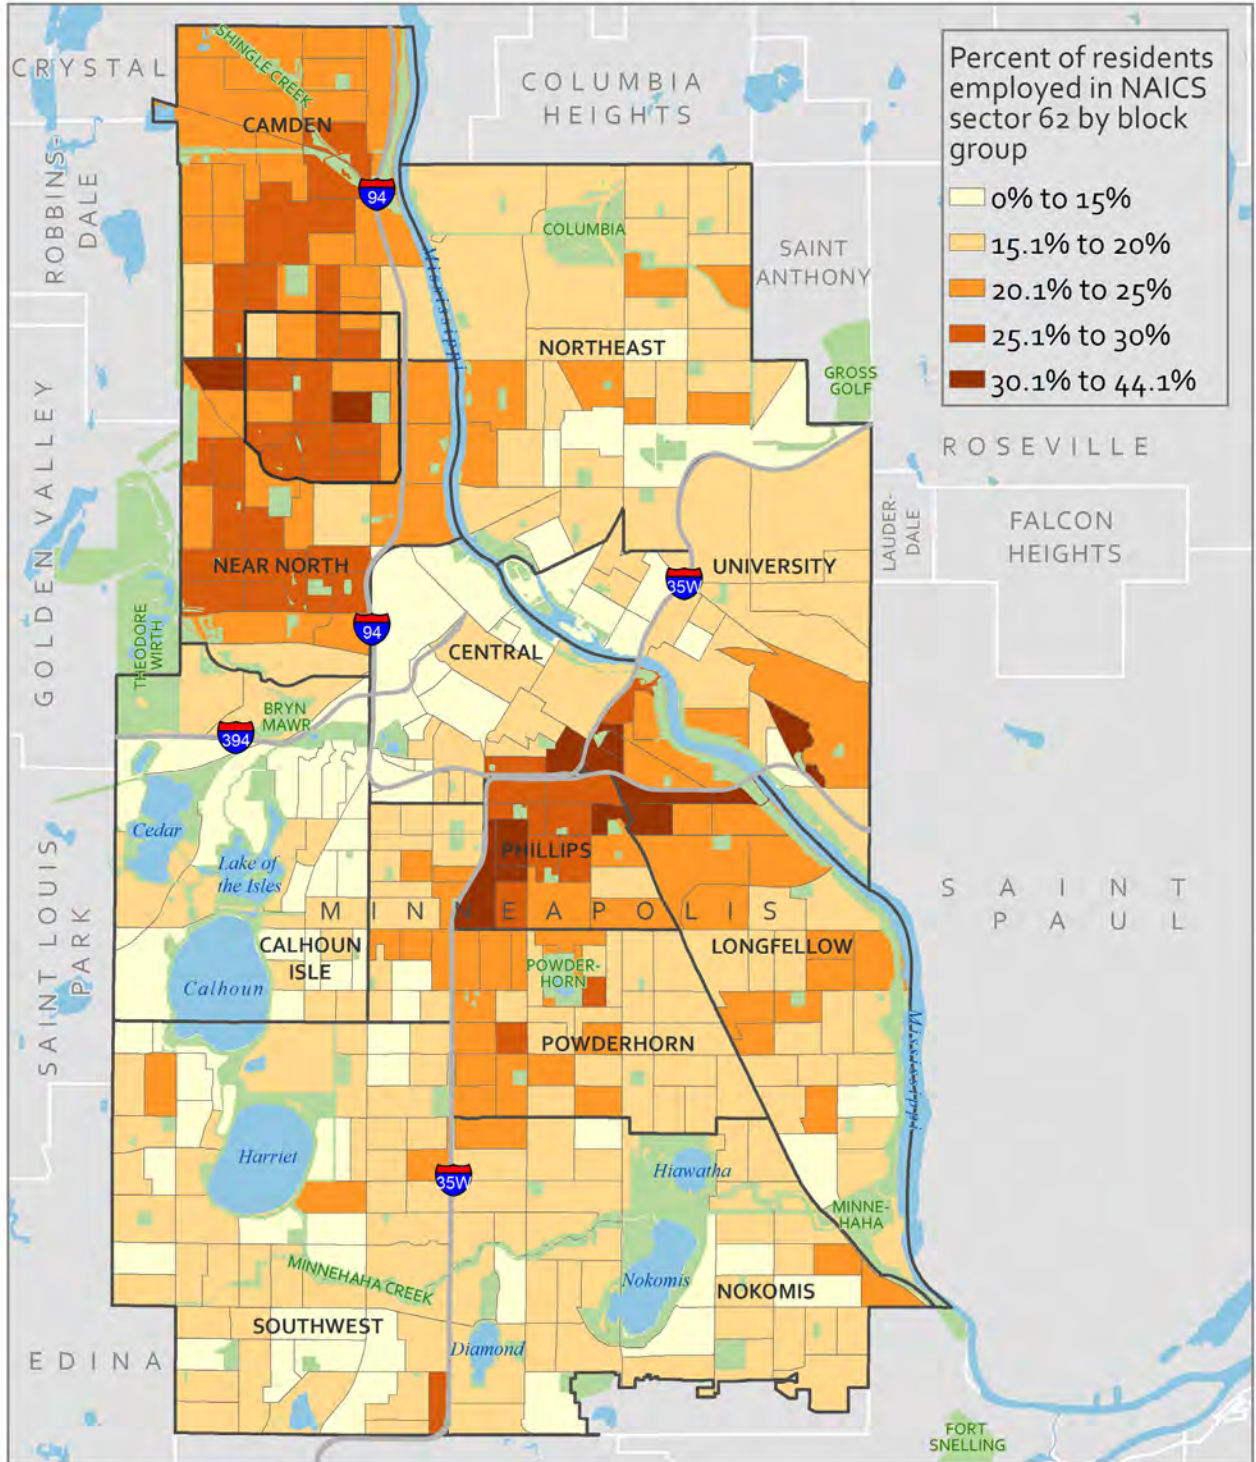 Percent of residents
employed in NAICS
sector 62 by block
group
0% to 15%
15.1% to 20%
20.1% to 25%
25.1% to 30%
30.1% to 44.1%
CRYSTAL
SHINGLE CREEK
COLUMBIA
HEIGHTS
CAMDEN
ROBBINS-
DALE
94
COLUMBIA
SAINT
ANTHONY
Mississippi
NORTHEAST
GROSS
GOLF
GOLDEN VALLEY
ROSEVILLE
LAUDER-
DALE
FALCON
HEIGHTS
NEAR NORTH
UNIVERSITY
35W
THEODORE
WIRTH
94
CENTRAL
BRYN
MAWR
394
Cedar
Lake of
the Isles
PHILLIPS
SAINT LOUIS
PARK
SAINT
PAUL
MINNEAPOLIS
CALHOUN
ISLE
LONGFELLOW
POWDER-
HORN
Calhoun
Mississippi
POWDERHORN
Harriet
35W
Hiawatha
MINNE-
HAHA
MINNEHAHA CREEK
Nokomis
NOKOMIS
SOUTHWEST
Diamond
EDINA
FORT
SNELLING